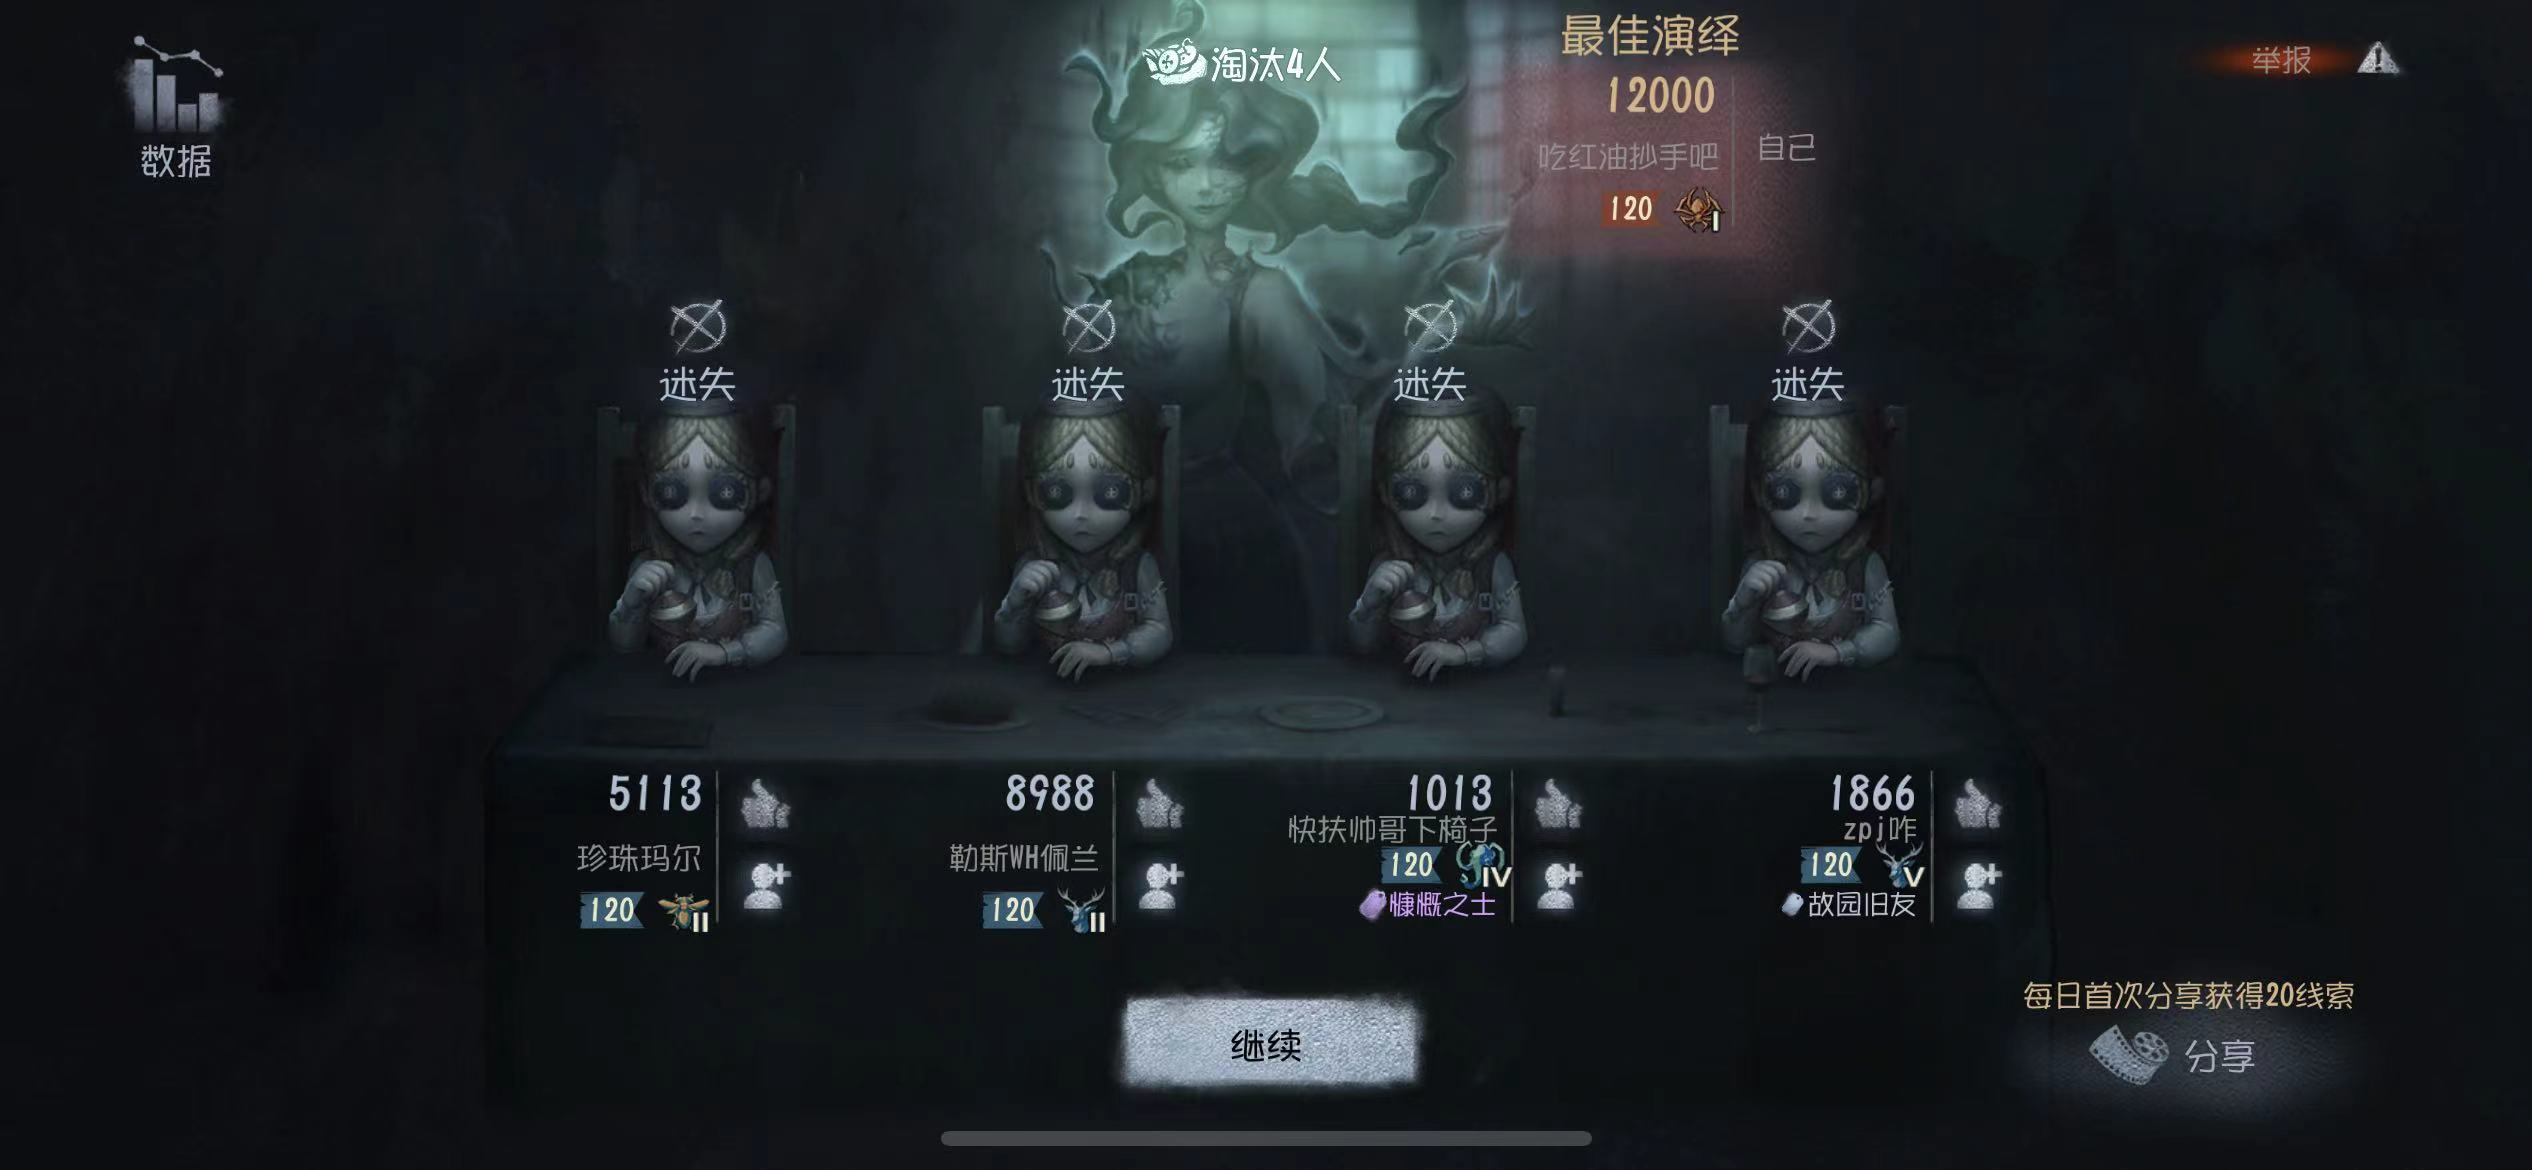 数据
淘汰4人
最佳演绎
12000
吃红油抄手吧
自己
120 I
举报
迷失
迷失
迷失
迷失
5113
珍珠玛尔
120 II
8988
勒斯WH佩兰
120 II
1013
快扶帅哥下椅子
120 IV
慷慨之士
1866
zpj咋
120 V
故园旧友
继续
每日首次分享获得20线索
分享